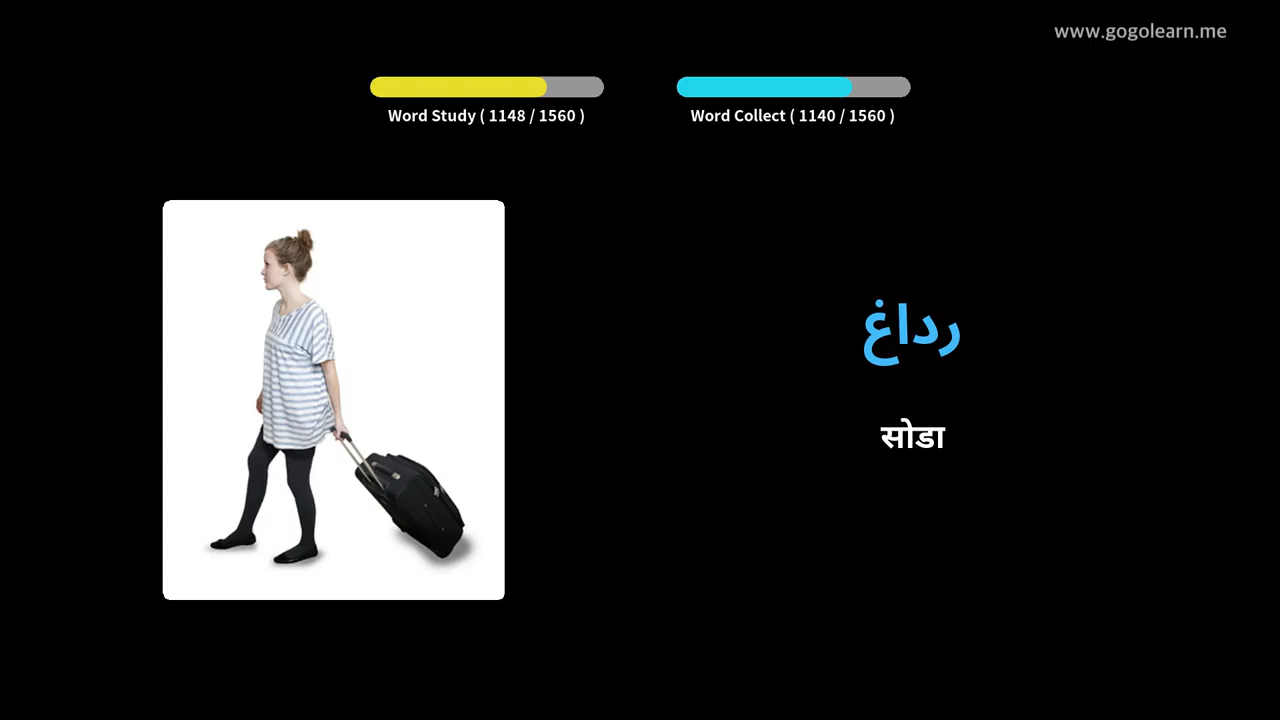 www.gogolearn.me
Word Study ( 1148 / 1560 )
Word Collect ( 1140 / 1560 )
رداغ
सोडा